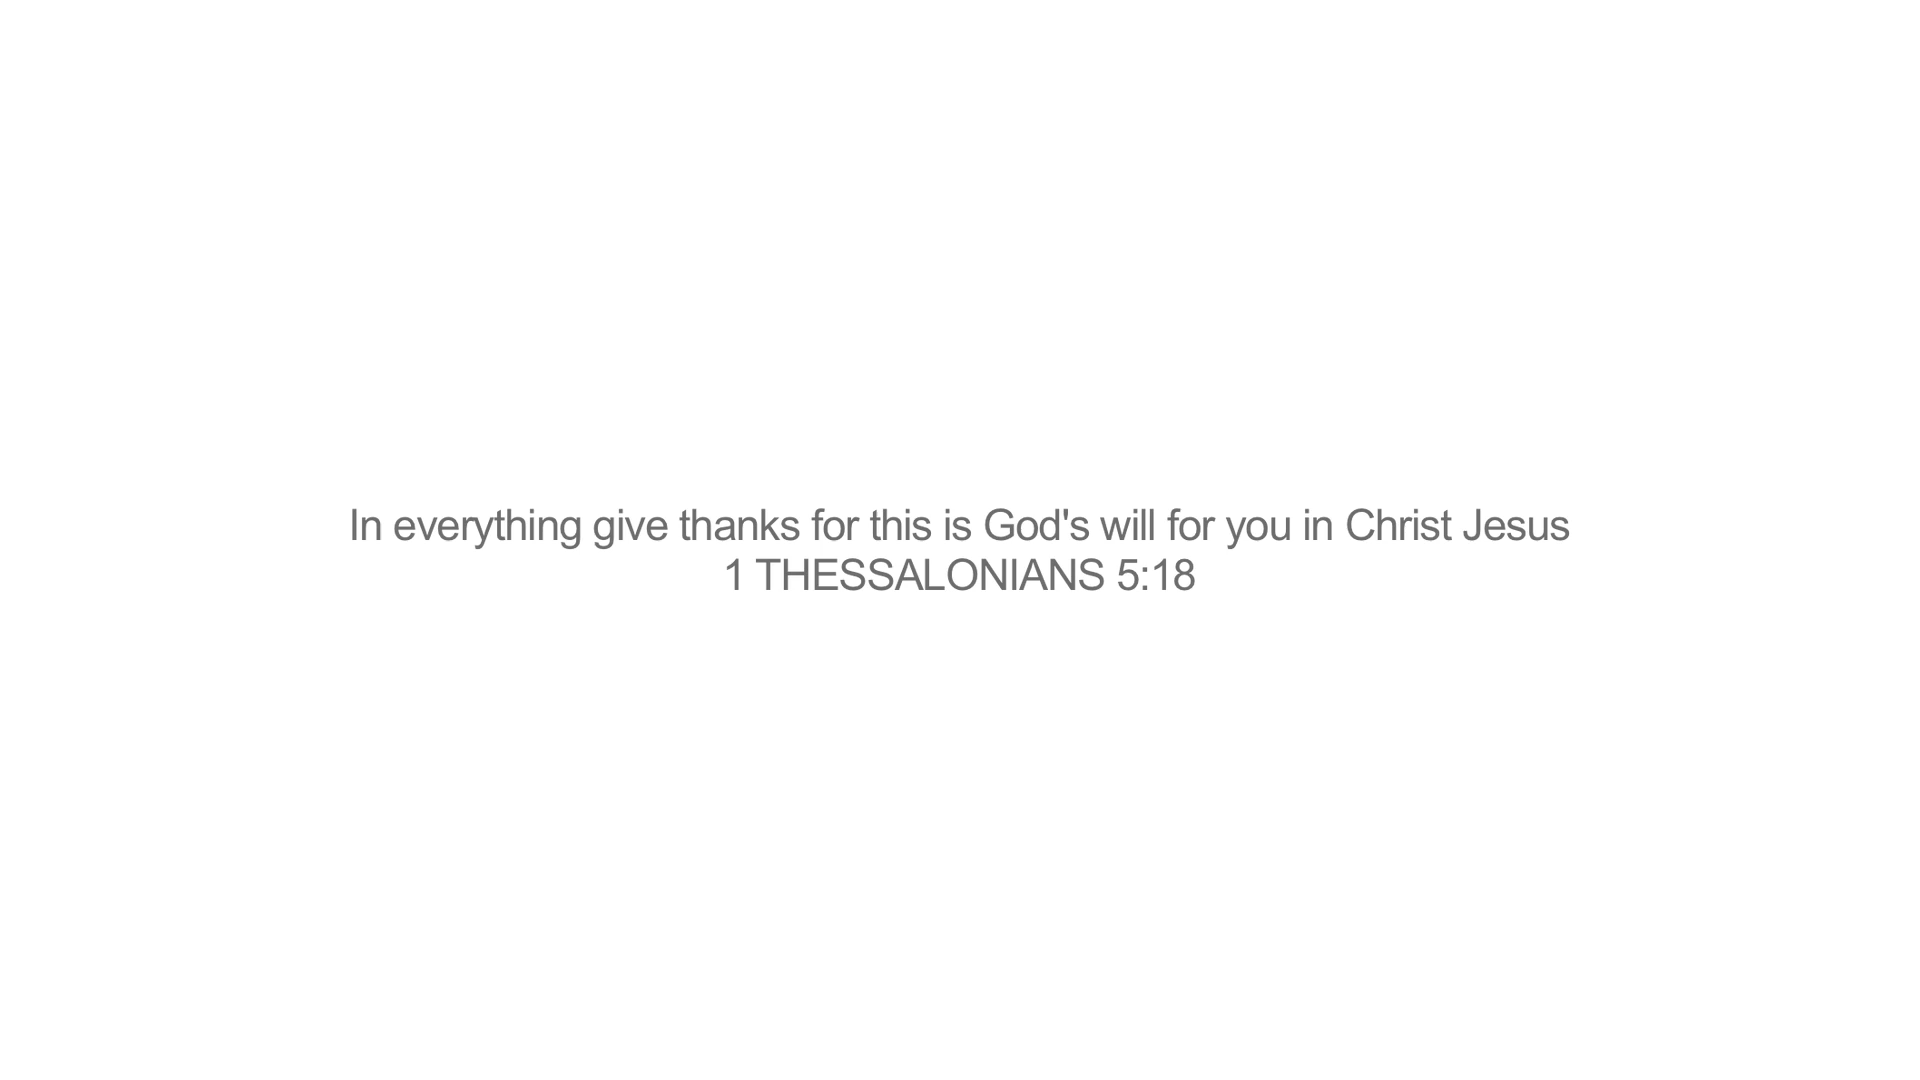 In everything give thanks for this is God's will for you in Christ Jesus
1 THESSALONIANS 5:18